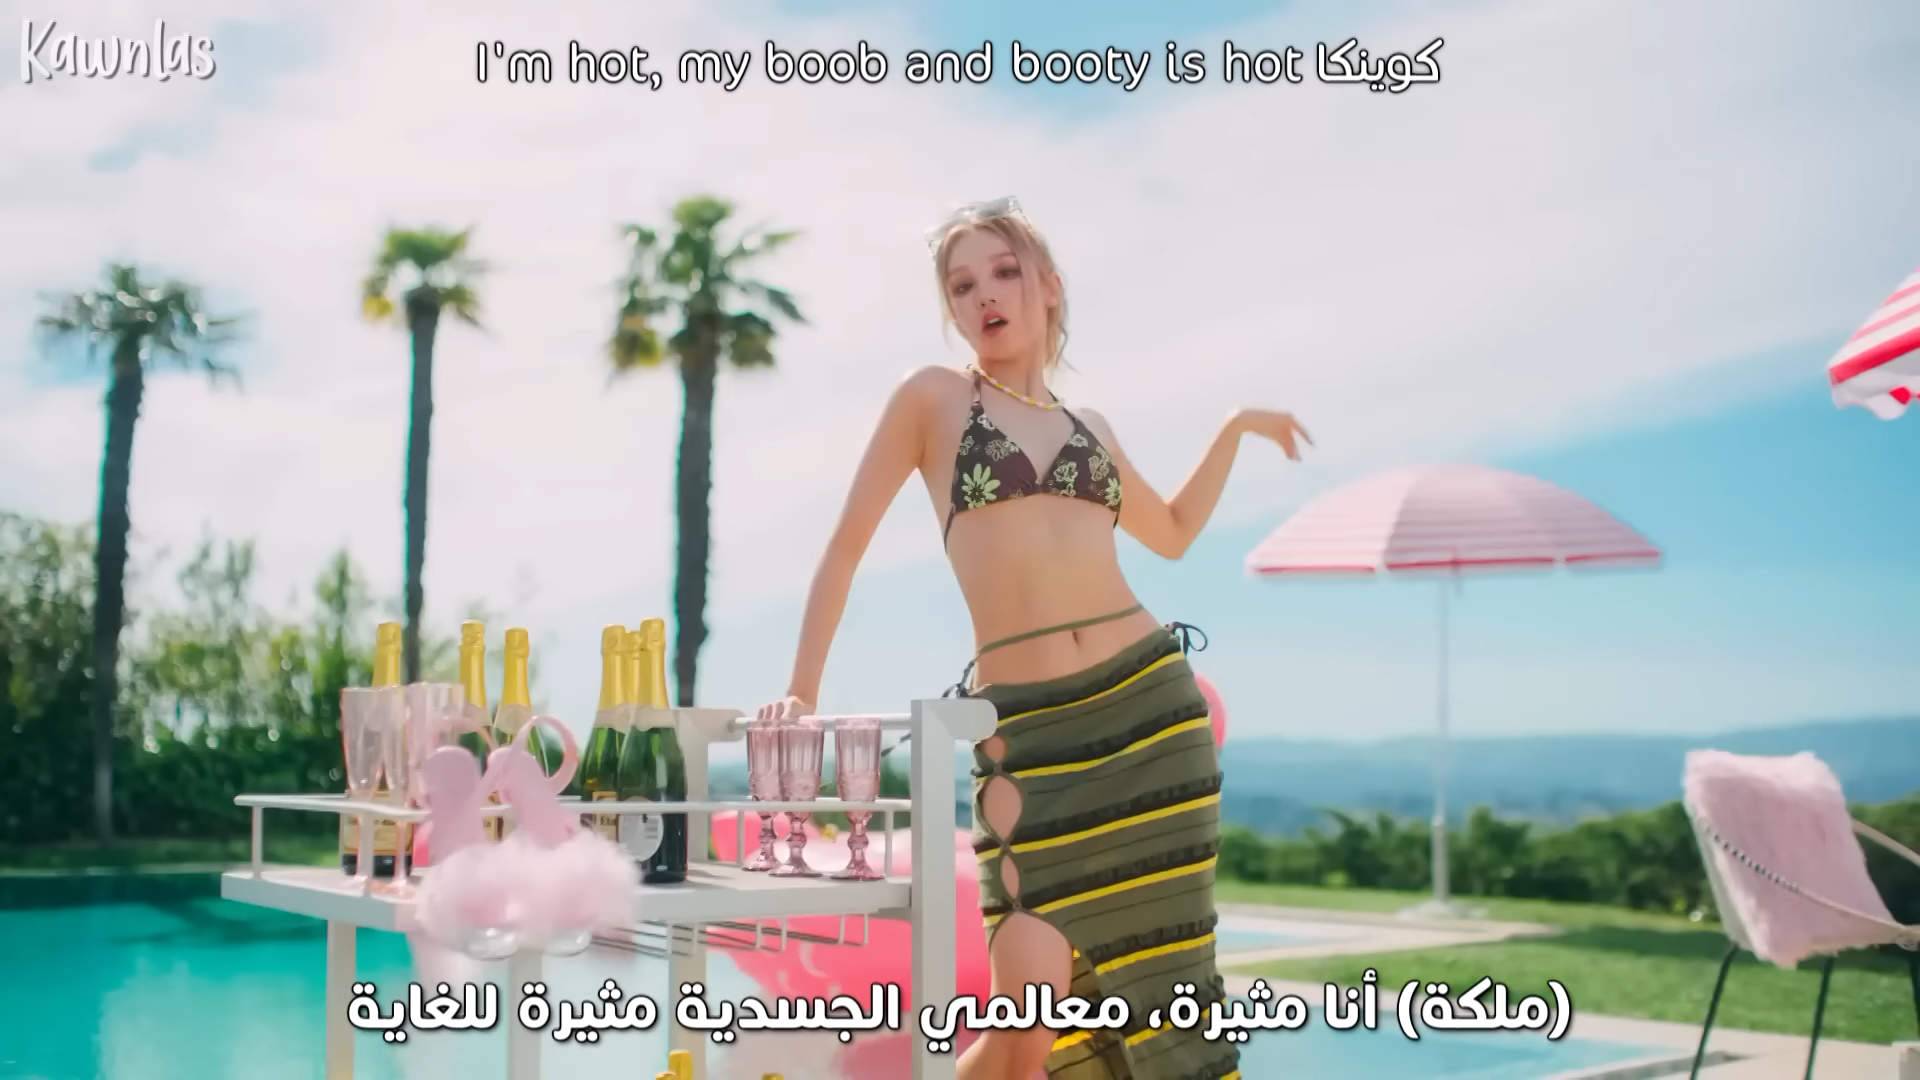 Kawnlas
I'm hot, my boob and booty is hot كوينكا
(ملكة) أنا مثيرة، معالمي الجسدية مثيرة للغاية